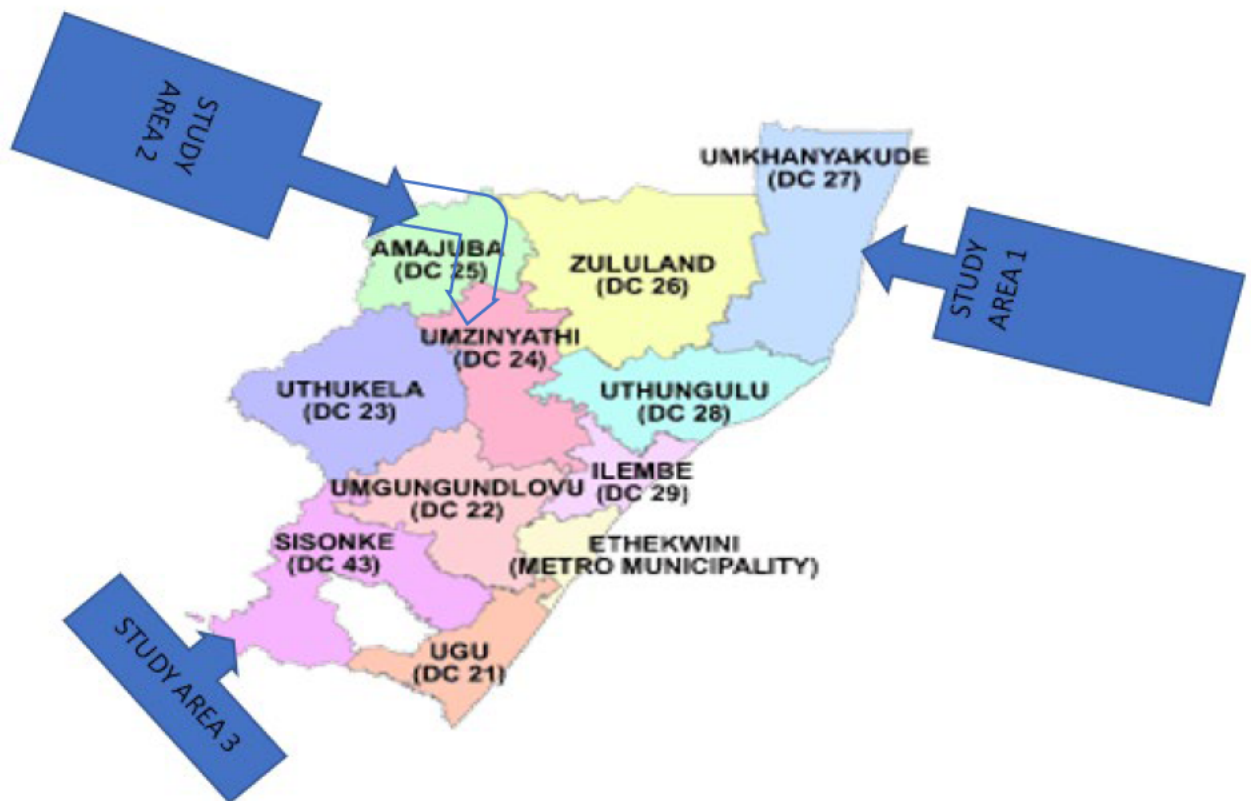 STUDY
AREA 2
UMKHANYAKUDE
(DC 27)
STUDY
AREA 1
AMAJUBA
(DC 25)
ZULULAND
(DC 26)
UMZINYATHI
(DC 24)
UTHUKELA
(DC 23)
UTHUNGULU
(DC 28)
ILEMBE
(DC 29)
UMGUNGUNDLOVU
(DC 22)
SISONKE
(DC 43)
ETHEKWINI
(METRO MUNICIPALITY)
UGU
(DC 21)
STUDY AREA 3